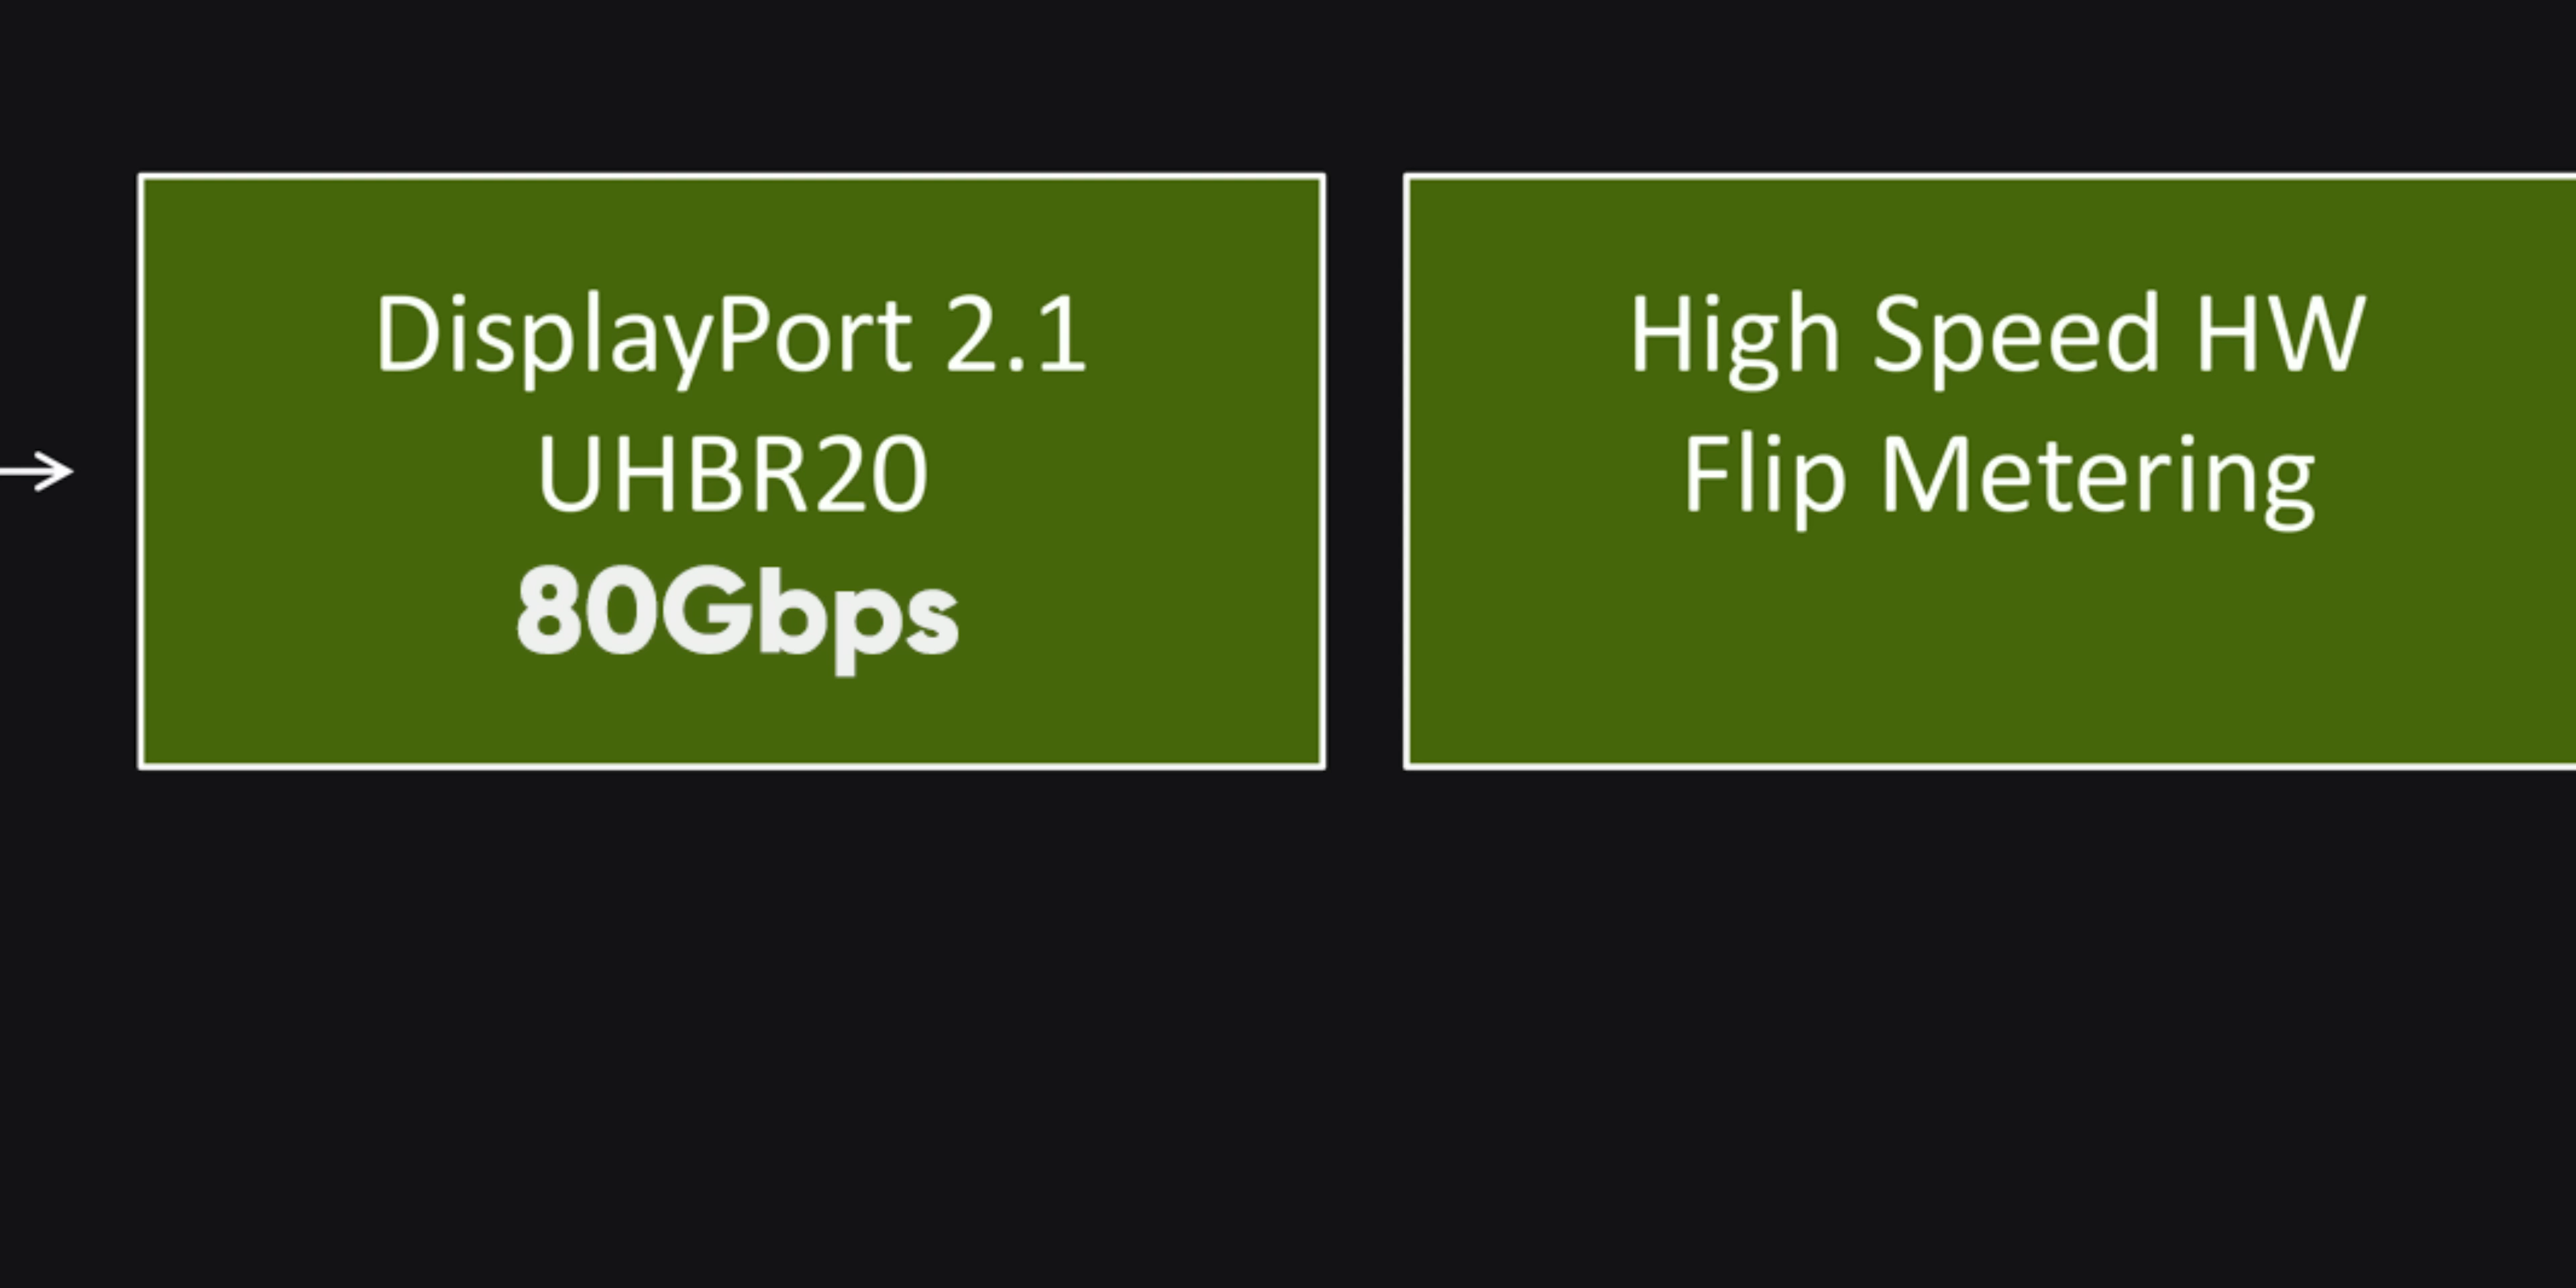 DisplayPort 2.1
UHBR20
80Gbps
High Speed HW
Flip Metering